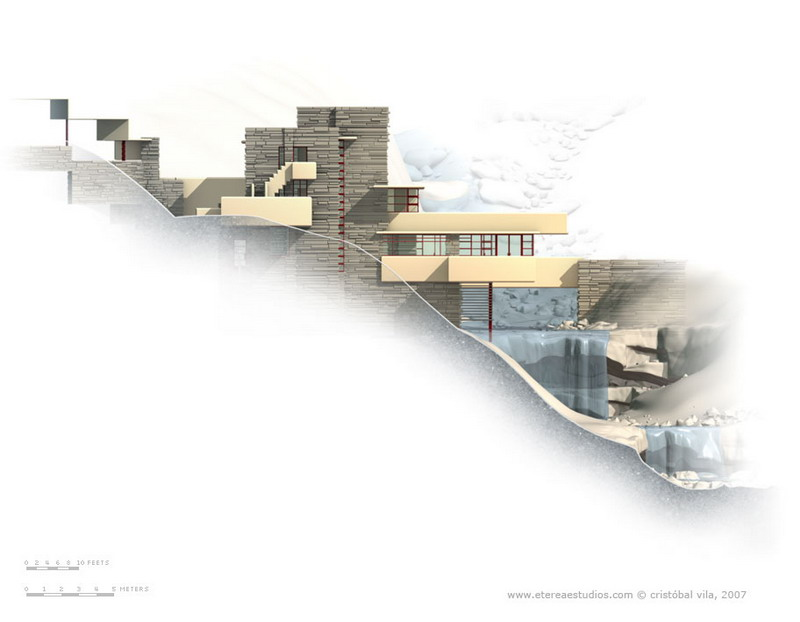 0 2 4 6 8 10 FEETS
0 1 2 3 4 5 METERS
www.etereaestudios.com © cristóbal vila, 2007